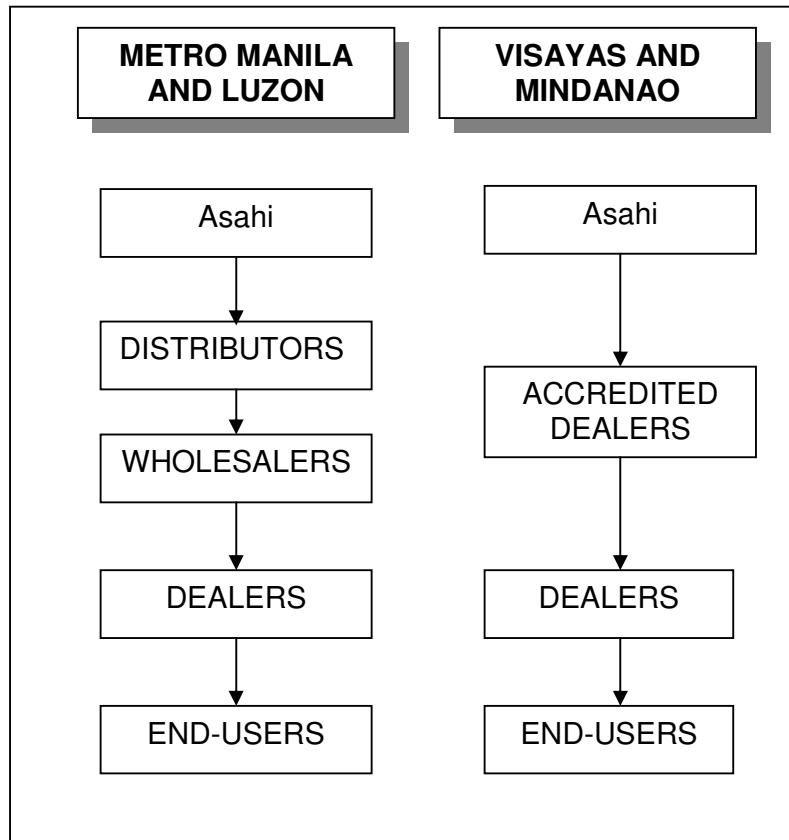 METRO MANILA
AND LUZON
Asahi
DISTRIBUTORS
WHOLESALERS
DEALERS
END-USERS
VISAYAS AND
MINDANAO
Asahi
ACCREDITED
DEALERS
DEALERS
END-USERS